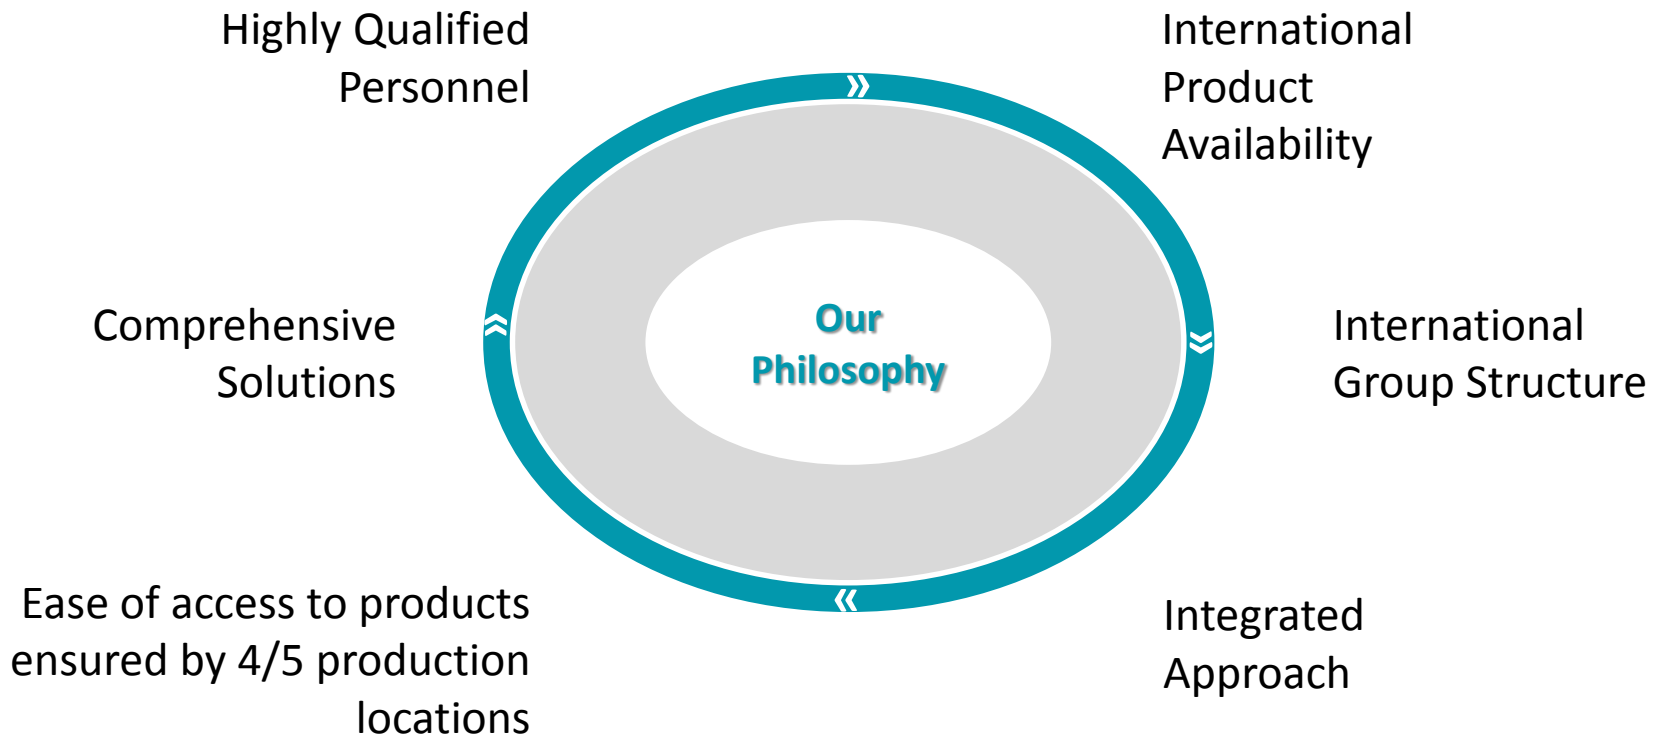 Highly Qualified
Personnel
International
Product
Availability
Comprehensive
Solutions
Our
Philosophy
International
Group Structure
Ease of access to products
ensured by 4/5 production
locations
Integrated
Approach